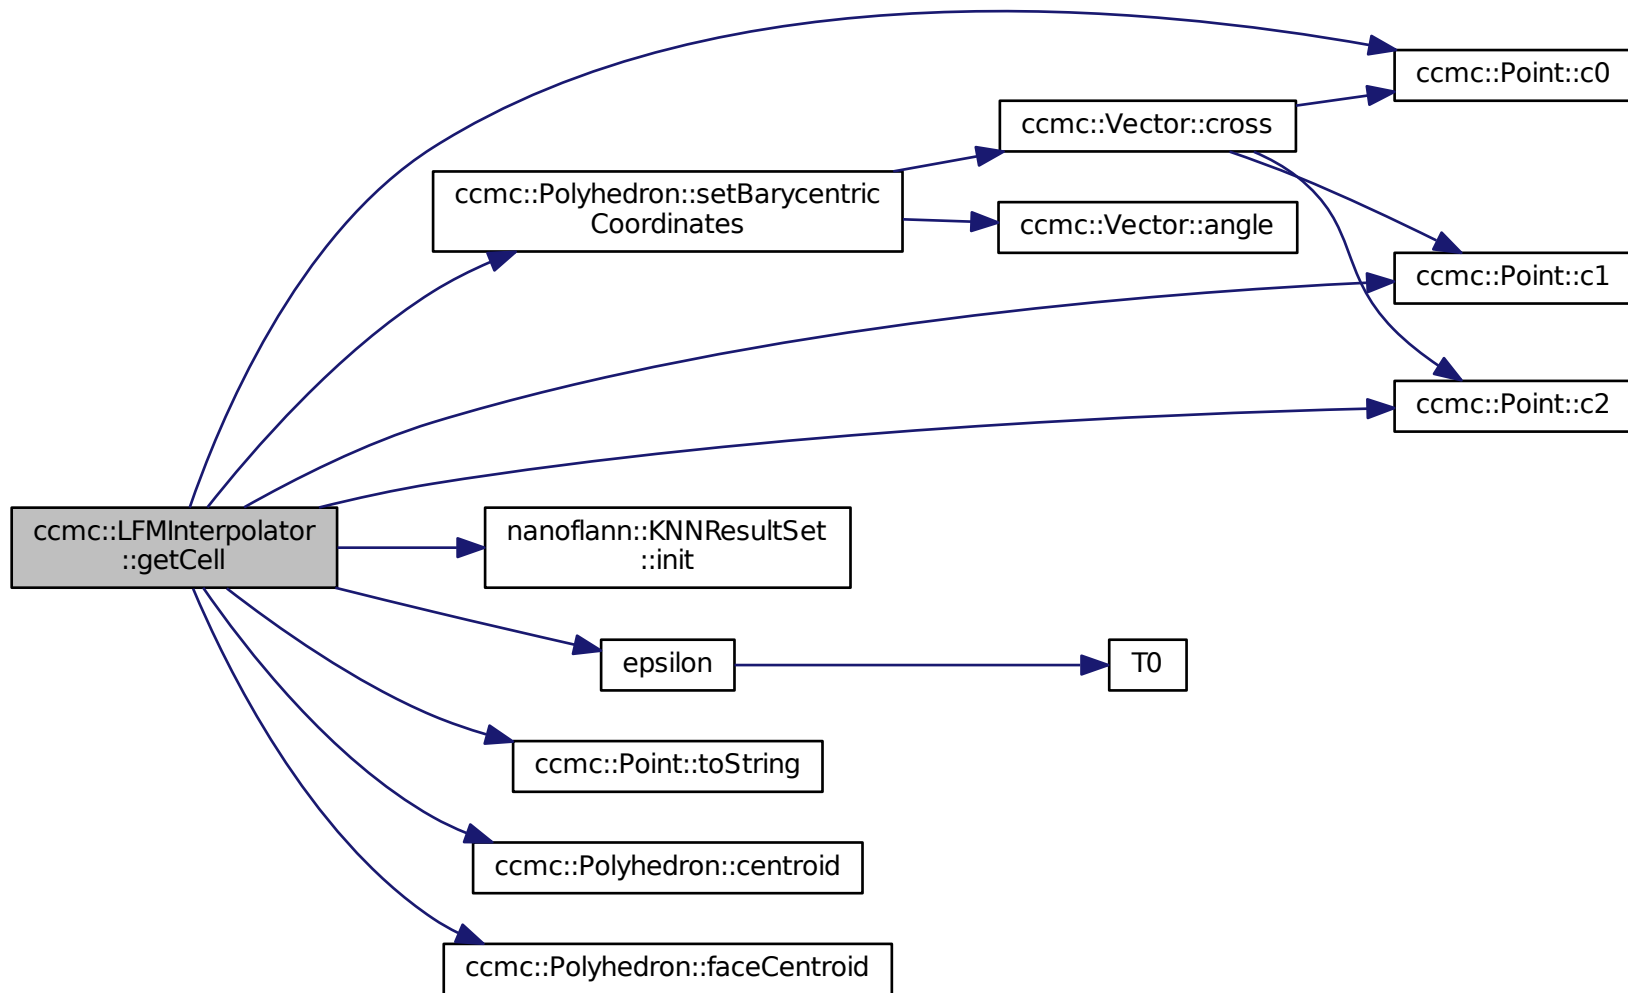 ccmc::Point::c0
ccmc::Vector::cross
ccmc::Polyhedron::setBarycentric
Coordinates
ccmc::Vector::angle
ccmc::Point::c1
ccmc::Point::c2
ccmc::LFMInterpolator
::getCell
nanoflann::KNNResultSet
::init
epsilon
T0
ccmc::Point::toString
ccmc::Polyhedron::centroid
ccmc::Polyhedron::faceCentroid